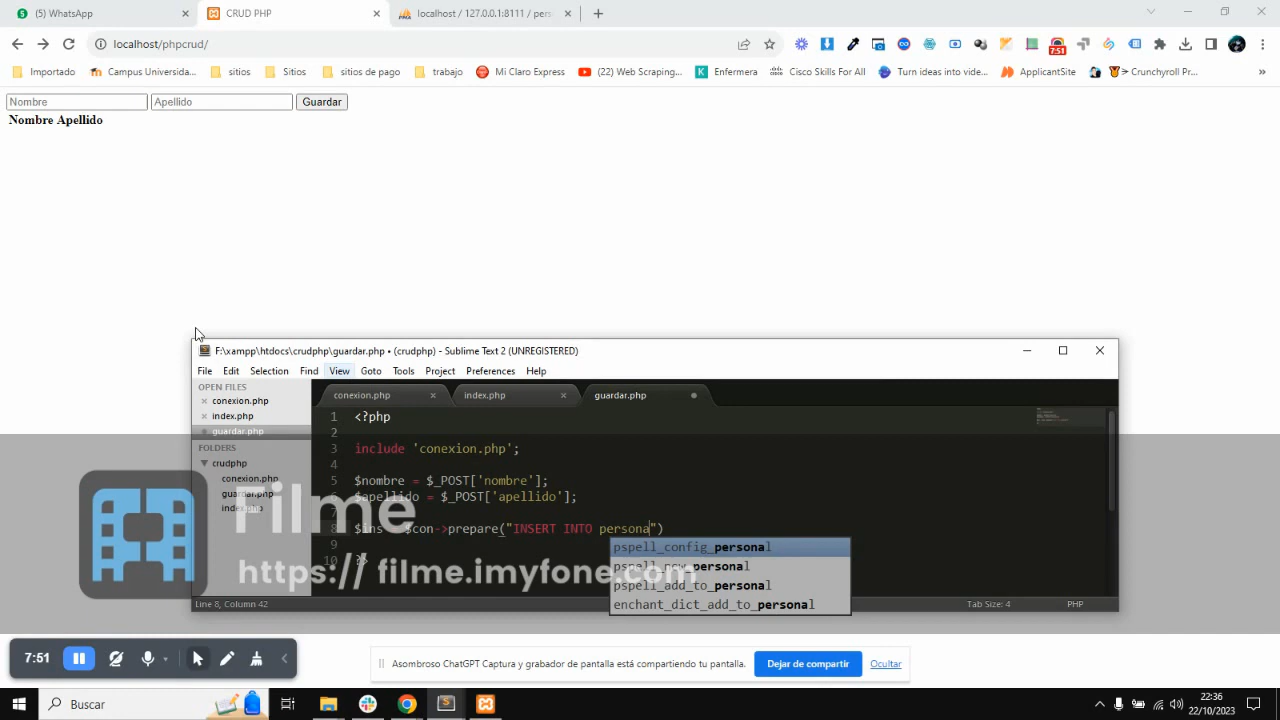 (5) WhatsApp
CRUD PHP
localhost / 127.0.0.1:8111 / pers
localhost/phpcrud/
7:51
Importado
Campus Universida...
sitios
Sitios
sitios de pago
trabajo
Mi Claro Express
(22) Web Scraping...
Enfermera
Cisco Skills For All
Turn ideas into vide...
ApplicantSite
Crunchyroll Pr...
Nombre
Apellido
Guardar
Nombre Apellido
F:\xampp\htdocs\crudphp\guardar.php • (crudphp) - Sublime Text 2 (UNREGISTERED)
File Edit Selection Find View Goto Tools Project Preferences Help
OPEN FILES
conexion.php
index.php
guardar.php
FOLDERS
crudphp
conexion.php
guardar.php
index.php
conexion.php
index.php
guardar.php
1 <?php
2
3 include 'conexion.php';
4
5 $nombre = $_POST['nombre'];
6 $apellido = $_POST['apellido'];
7
8 $ins = $con->prepare("INSERT INTO persona")
9
10 ?>
pspell_config_personal
pspell_new_personal
pspell_add_to_personal
enchant_dict_add_to_personal
Line 8, Column 42
Tab Size: 4
PHP
Filme
https:// filme.imyfone.com
7:51
Asombroso ChatGPT Captura y grabador de pantalla está compartiendo tu pantalla.
Dejar de compartir
Ocultar
Buscar
22:36
22/10/2023